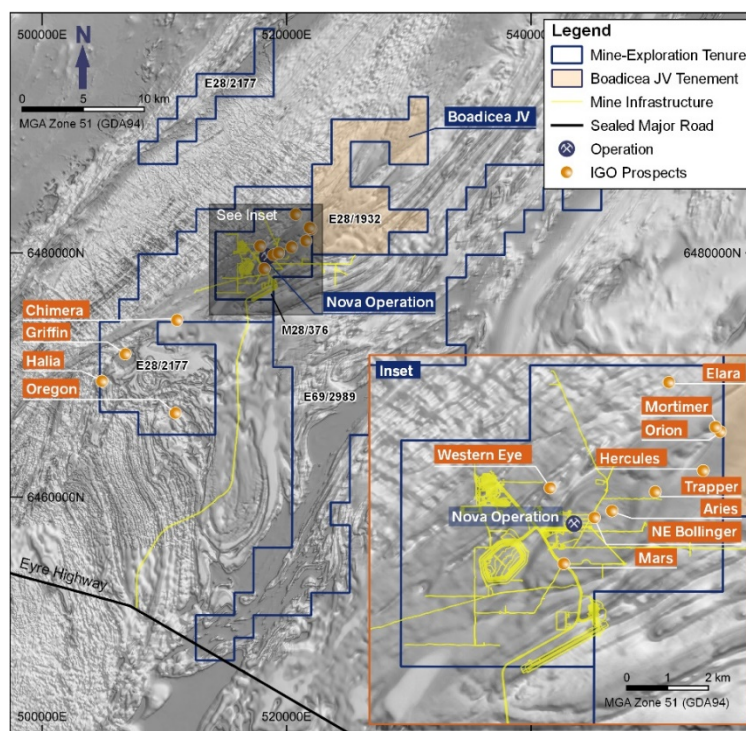 500000E
520000E
540000E
N
0
5
10
km
MGA Zone 51 (GDA94)
Legend
Mine-Exploration Tenure
Boadicea JV Tenement
Mine Infrastructure
Sealed Major Road
Operation
IGO Prospects
E28/2177
Boadicea JV
See Inset
E28/1932
6480000N
6480000N
Nova Operation
Chimera
M28/376
Griffin
Halia
E28/2177
Oregon
E69/2989
Inset
Elara
Mortimer
Orion
Western Eye
Hercules
Trapper
Nova Operation
Aries
NE Bollinger
Mars
6460000N
Eyre Highway
0
1
2
km
MGA Zone 51 (GDA94)
500000E
520000E